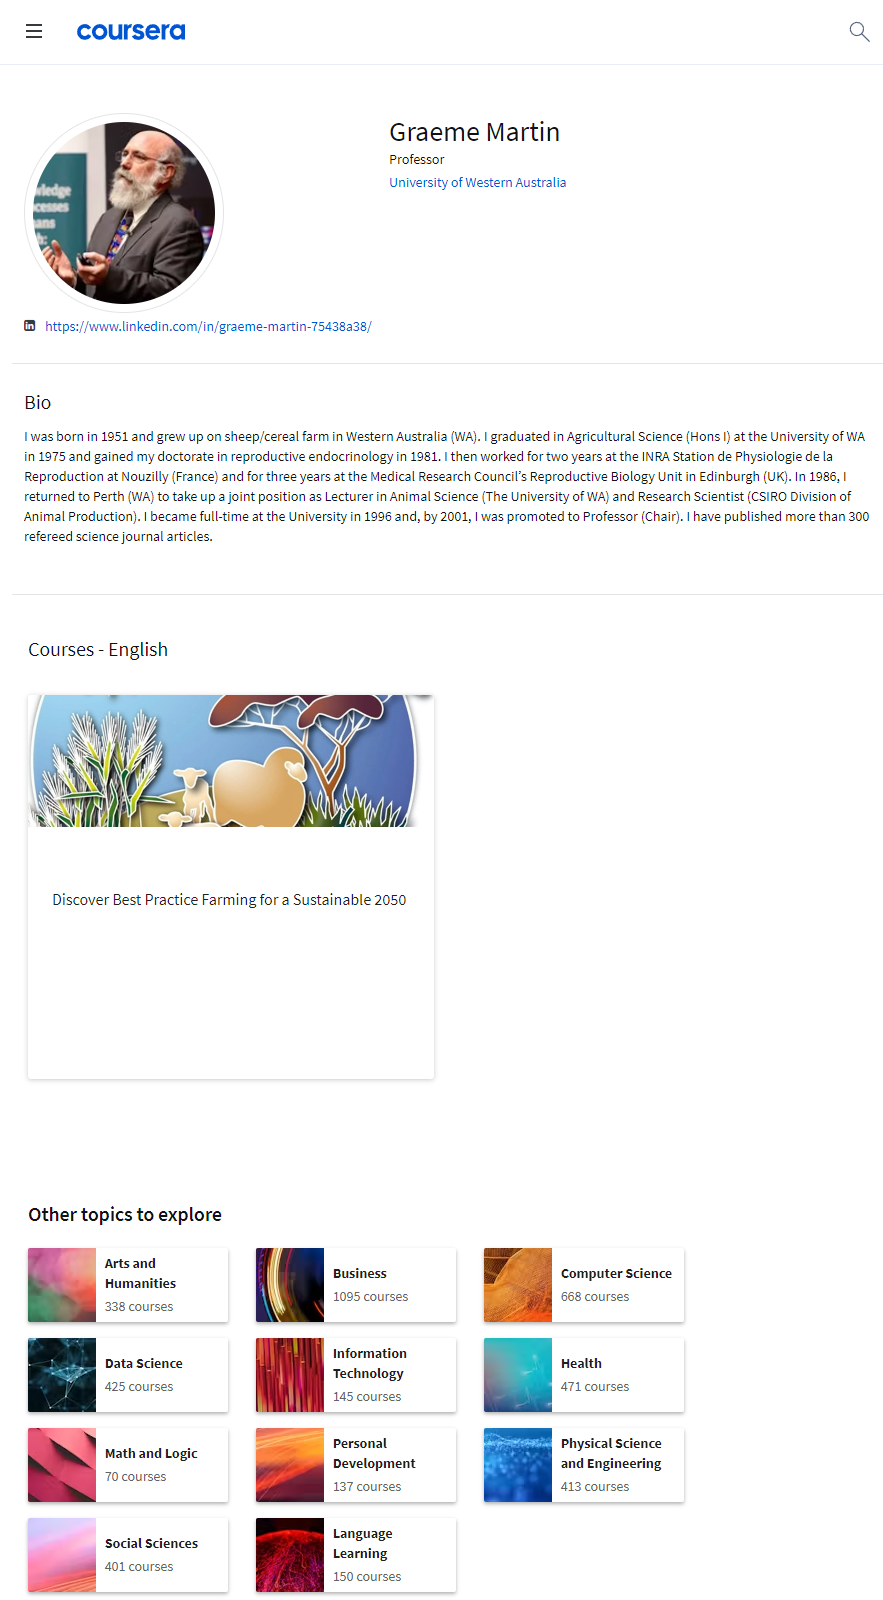 coursera
Graeme Martin
Professor
University of Western Australia
https://www.linkedin.com/in/graeme-martin-75438a38/
Bio
I was born in 1951 and grew up on sheep/cereal farm in Western Australia (WA). I graduated in Agricultural Science (Hons I) at the University of WA
in 1975 and gained my doctorate in reproductive endocrinology in 1981. I then worked for two years at the INRA Station de Physiologie de la
Reproduction at Nouzilly (France) and for three years at the Medical Research Council’s Reproductive Biology Unit in Edinburgh (UK). In 1986, I
returned to Perth (WA) to take up a joint position as Lecturer in Animal Science (The University of WA) and Research Scientist (CSIRO Division of
Animal Production). I became full-time at the University in 1996 and, by 2001, I was promoted to Professor (Chair). I have published more than 300
refereed science journal articles.
Courses - English
Discover Best Practice Farming for a Sustainable 2050
Other topics to explore
Arts and
Humanities
338 courses
Business
1095 courses
Computer Science
668 courses
Data Science
425 courses
Information
Technology
145 courses
Health
471 courses
Math and Logic
70 courses
Personal
Development
137 courses
Physical Science
and Engineering
413 courses
Social Sciences
401 courses
Language
Learning
150 courses